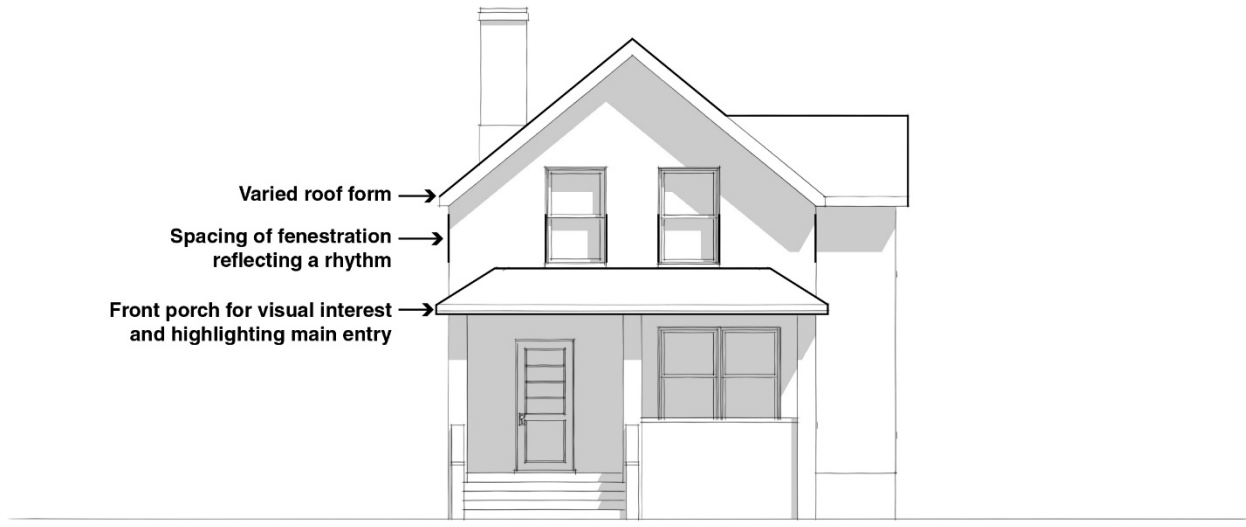 Varied roof form
Spacing of fenestration
reflecting a rhythm
Front porch for visual interest
and highlighting main entry